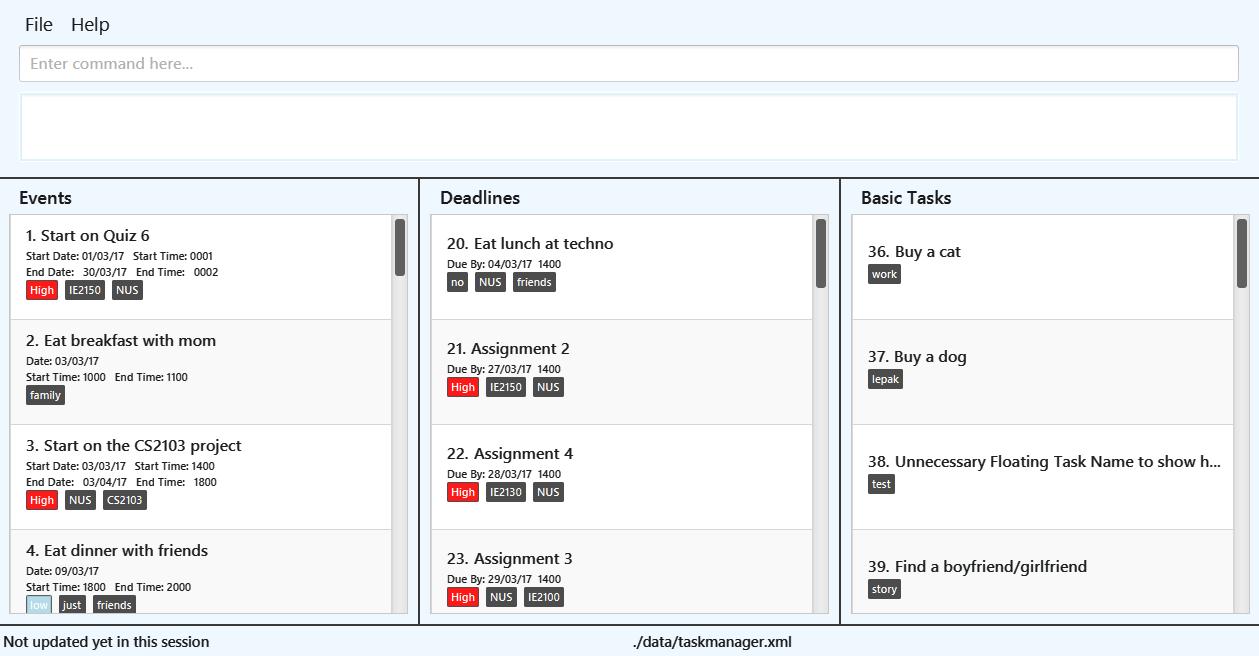 File Help
Enter command here...
Events
1. Start on Quiz 6
Start Date: 01/03/17 Start Time: 0001
End Date: 30/03/17 End Time: 0002
High IE2150 NUS
2. Eat breakfast with mom
Date: 03/03/17
Start Time: 1000 End Time: 1100
family
3. Start on the CS2103 project
Start Date: 03/03/17 Start Time: 1400
End Date: 03/04/17 End Time: 1800
High NUS CS2103
4. Eat dinner with friends
Date: 09/03/17
Start Time: 1800 End Time: 2000
low just friends
Deadlines
20. Eat lunch at techno
Due By: 04/03/17 1400
no NUS friends
21. Assignment 2
Due By: 27/03/17 1400
High IE2150 NUS
22. Assignment 4
Due By: 28/03/17 1400
High IE2130 NUS
23. Assignment 3
Due By: 29/03/17 1400
High NUS IE2100
Basic Tasks
36. Buy a cat
work
37. Buy a dog
lepak
38. Unnecessary Floating Task Name to show h...
test
39. Find a boyfriend/girlfriend
story
Not updated yet in this session
./data/taskmanager.xml